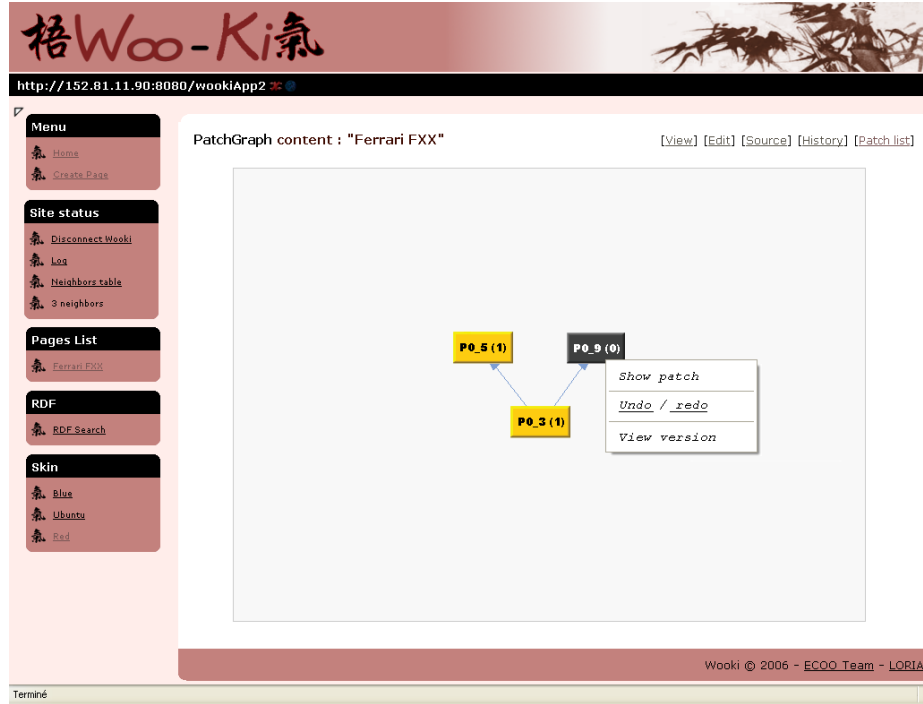 梧Woo-Ki氣
http://152.81.11.90:8080/wookiApp2
Menu
Home
Create Page
Site status
Disconnect Wooki
Log
Neighbors table
3 neighbors
Pages List
Ferrari FXX
RDF
RDF Search
Skin
Blue
Ubuntu
Red
PatchGraph content : "Ferrari FXX"
[View] [Edit] [Source] [History] [Patch list]
P0_5 (1)
P0_9 (0)
P0_3 (1)
Show patch
Undo / redo
View version
Wooki © 2006 - ECOO Team - LORIA
Terminé